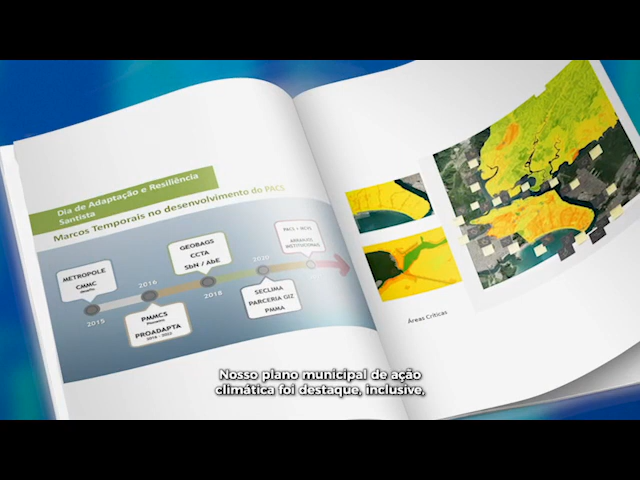 Dia de Adaptação e Resiliência
Santista
Marcos Temporais no desenvolvimento do PACS
METROPOLE
CMMC
2015
2016
PMMCS
PROADAPTA
GEOBAGS
CCTA
SbN / AbE
2018
2020
SECLIMA
PARCERIA GIZ
PMMA
Áreas Críticas
Nosso plano municipal de ação
climática foi destaque, inclusive,